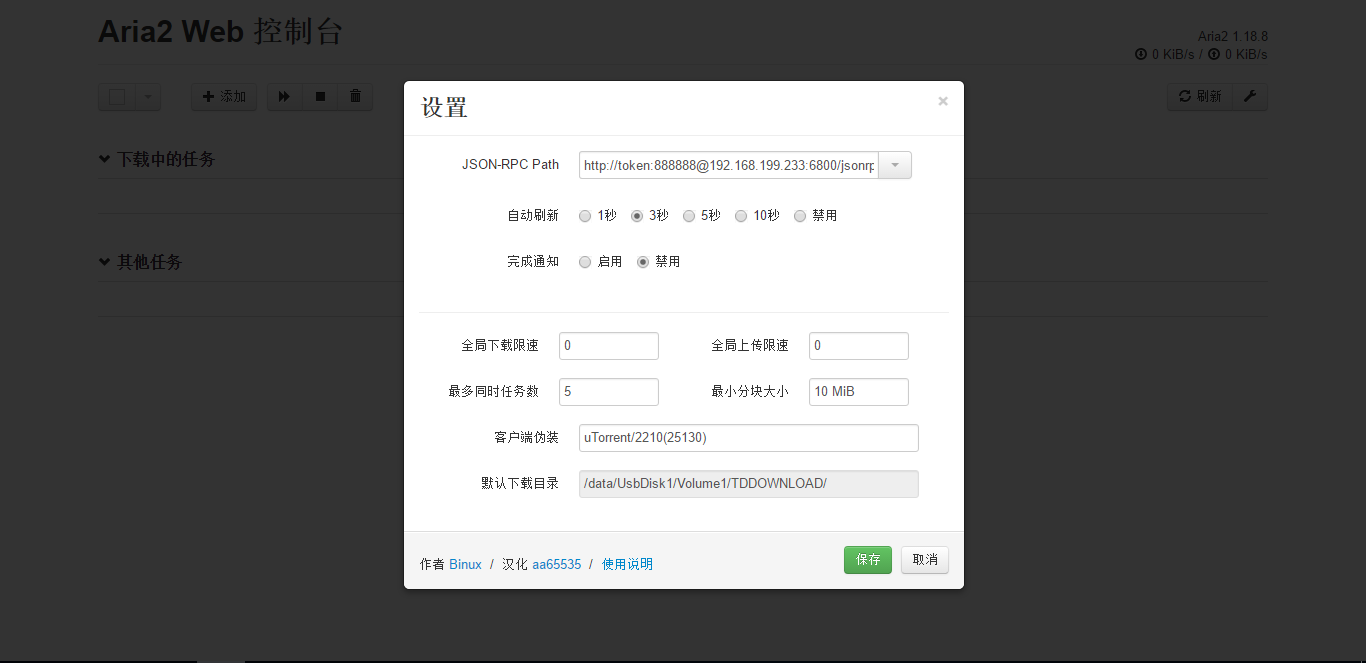 Aria2 Web 控制台
Aria2 1.18.8
0 KiB/s / 0 KiB/s
添加
刷新
下载中的任务
其他任务
设置
×
JSON-RPC Path http://token:888888@192.168.199.233:6800/jsonrp
自动刷新 1秒 3秒 5秒 10秒 禁用
完成通知 启用 禁用
全局下载限速 0 全局上传限速 0
最多同时任务数 5 最小分块大小 10 MiB
客户端伪装 uTorrent/2210(25130)
默认下载目录 /data/UsbDisk1/Volume1/TDDOWNLOAD/
作者 Binux / 汉化 aa65535 / 使用说明 保存 取消